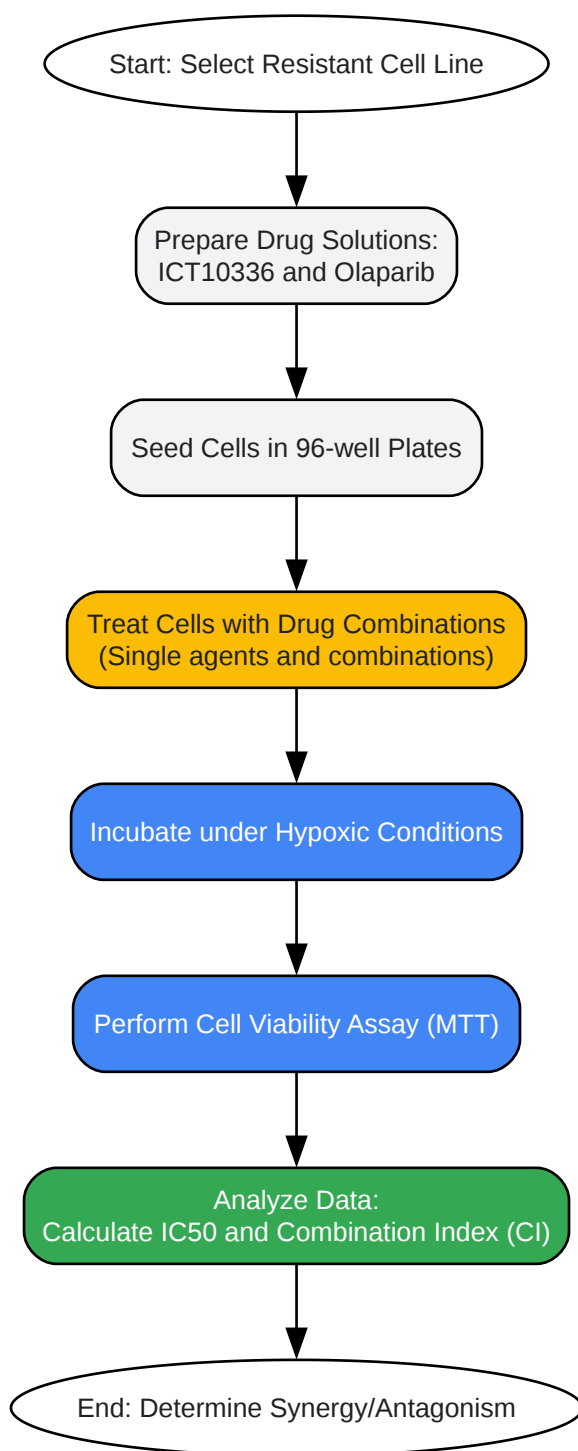 Start: Select Resistant Cell Line
Prepare Drug Solutions:
ICT10336 and Olaparib
Seed Cells in 96-well Plates
Treat Cells with Drug Combinations
(Single agents and combinations)
Incubate under Hypoxic Conditions
Perform Cell Viability Assay (MTT)
Analyze Data:
Calculate IC50 and Combination Index (CI)
End: Determine Synergy/Antagonism